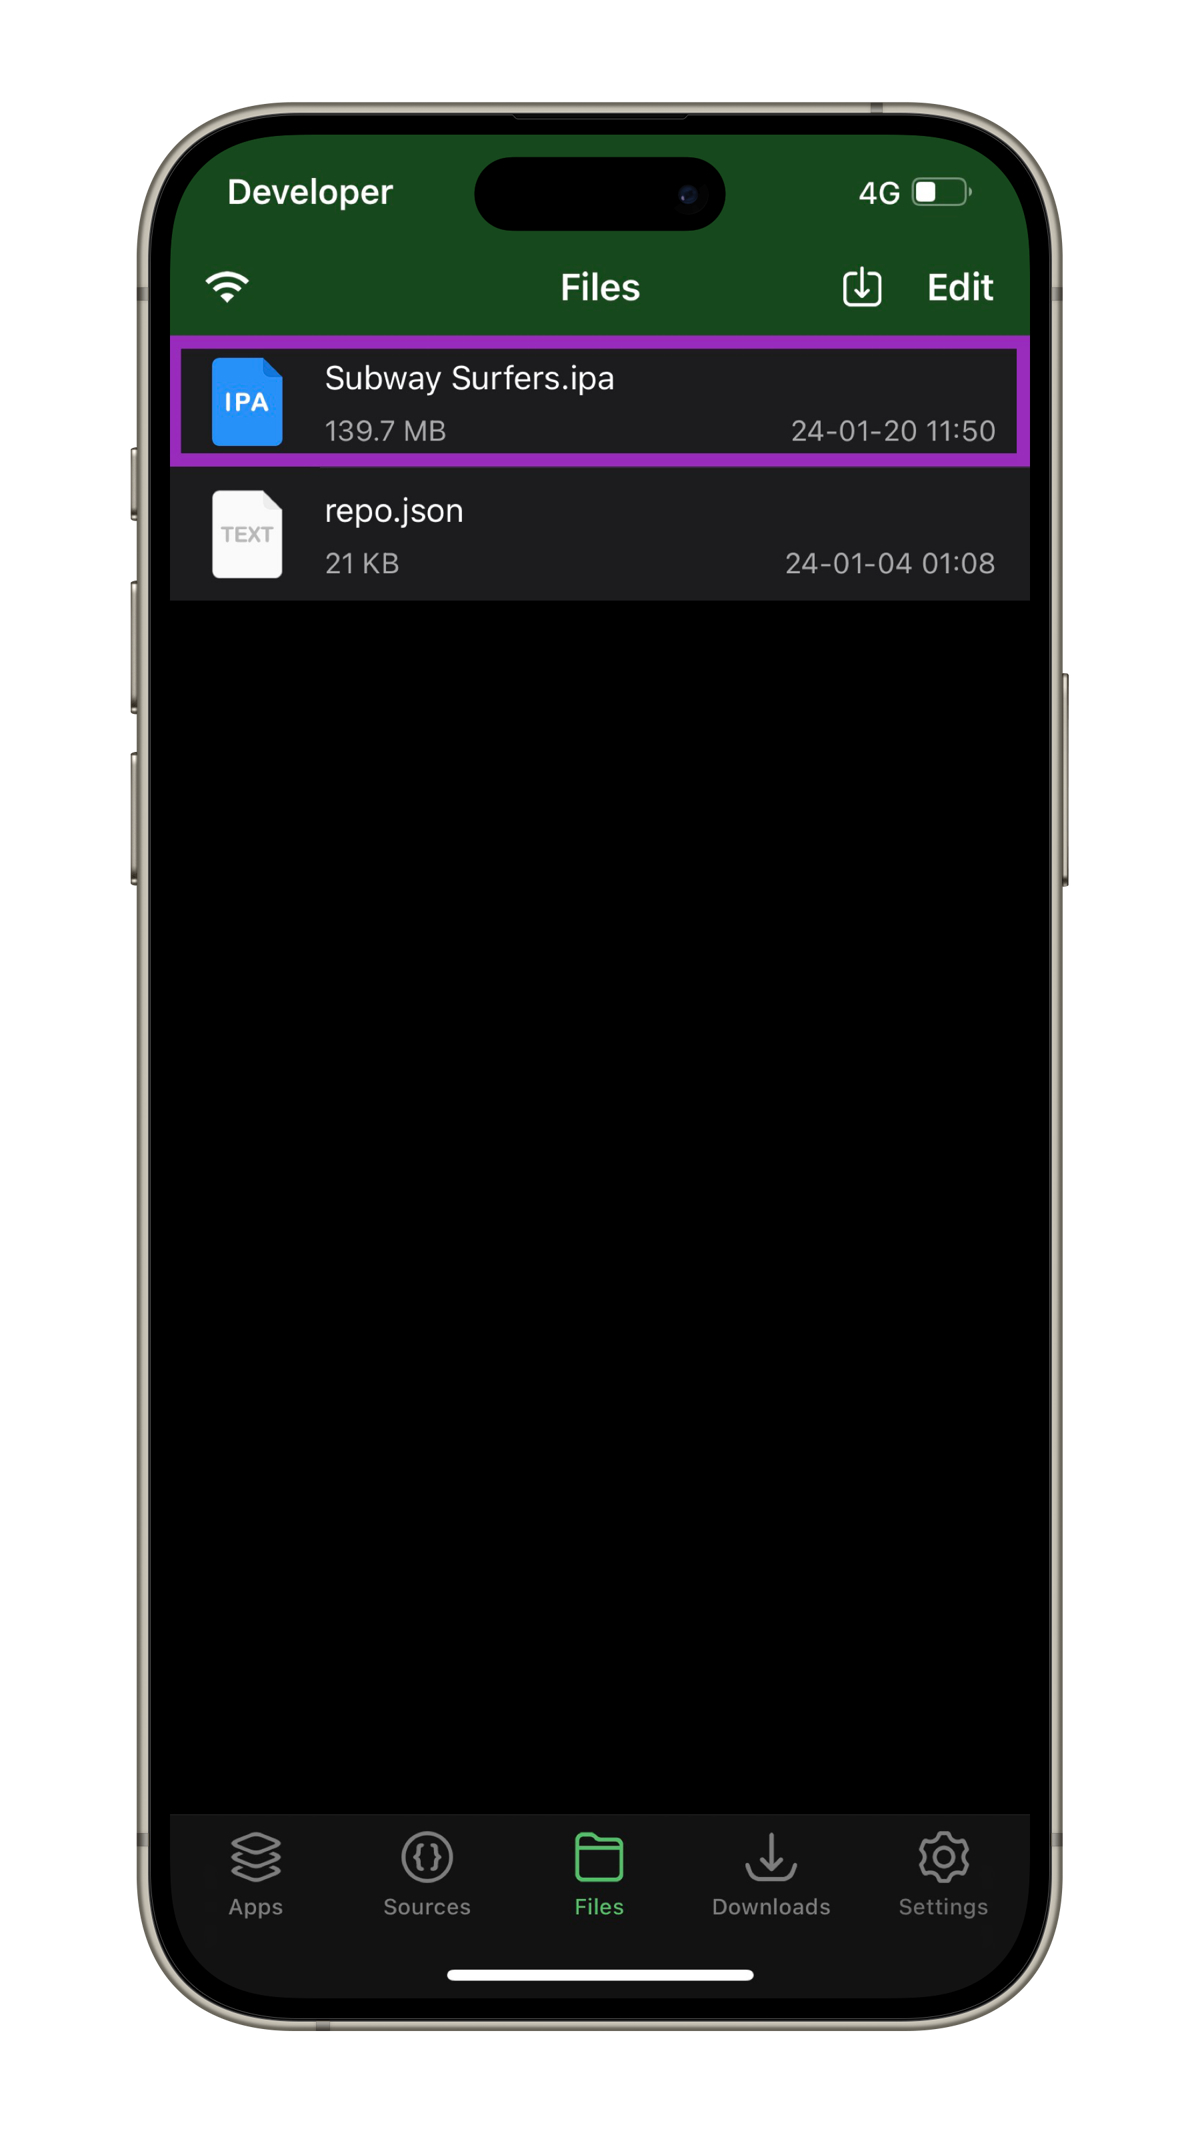 Developer
4G
Files
Edit
IPA
Subway Surfers.ipa
139.7 MB
24-01-20 11:50
TEXT
repo.json
21 KB
24-01-04 01:08
Apps
Sources
Files
Downloads
Settings